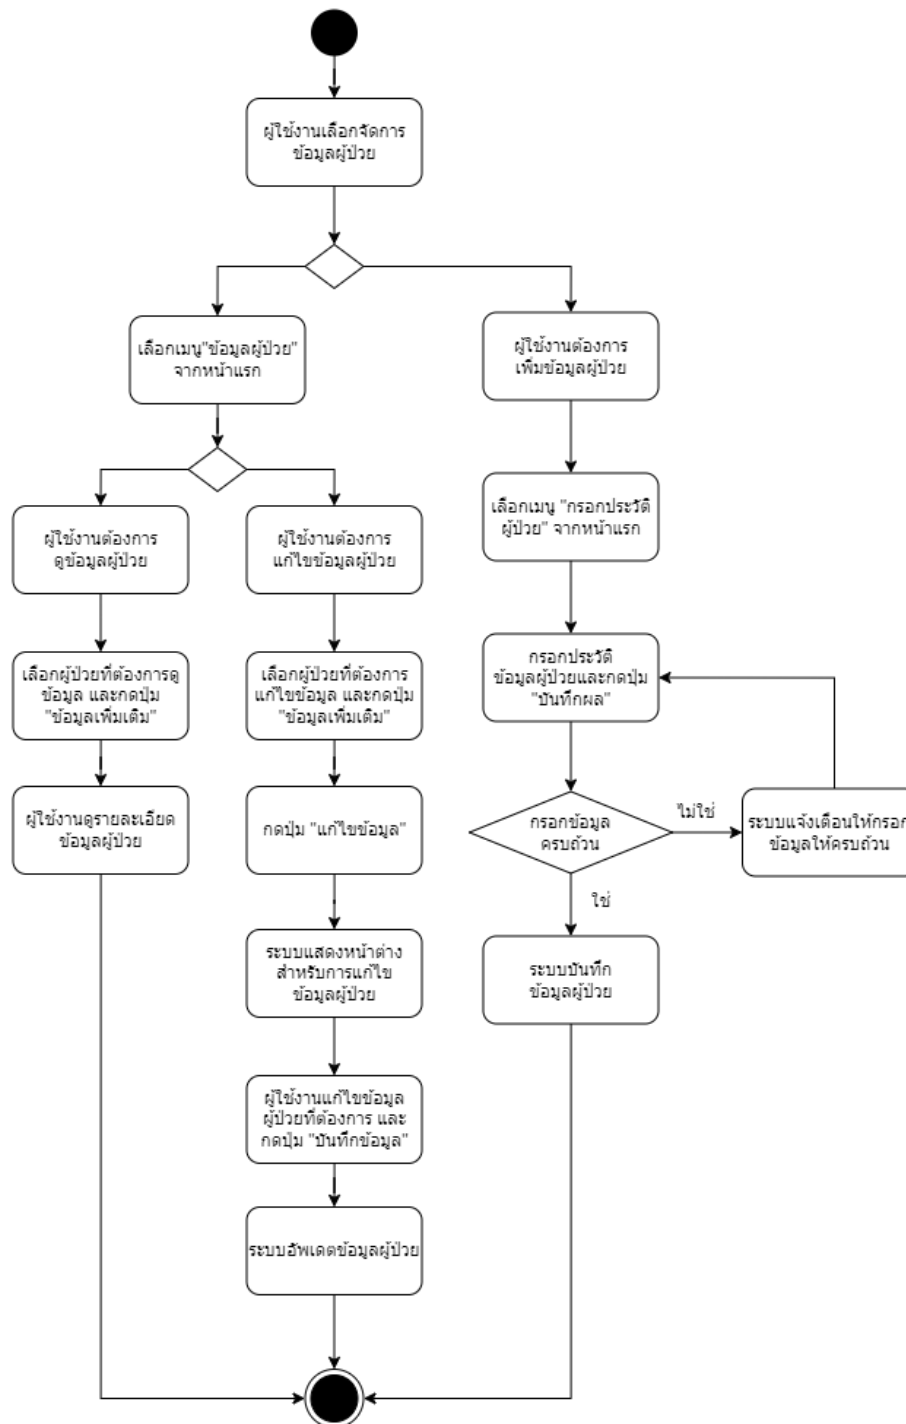 ผู้ใช้งานเลือกจัดการ
ข้อมูลผู้ป่วย
เลือกเมนู"ข้อมูลผู้ป่วย"
จากหน้าแรก
ผู้ใช้งานต้องการ
เพิ่มข้อมูลผู้ป่วย
ผู้ใช้งานต้องการ
ดูข้อมูลผู้ป่วย
ผู้ใช้งานต้องการ
แก้ไขข้อมูลผู้ป่วย
เลือกเมนู "กรอกประวัติ
ผู้ป่วย" จากหน้าแรก
เลือกผู้ป่วยที่ต้องการดู
ข้อมูล และกดปุ่ม
"ข้อมูลเพิ่มเติม"
เลือกผู้ป่วยที่ต้องการ
แก้ไขข้อมูล และกดปุ่ม
"ข้อมูลเพิ่มเติม"
กรอกประวัติ
ข้อมูลผู้ป่วยและกดปุ่ม
"บันทึกผล"
ผู้ใช้งานดูรายละเอียด
ข้อมูลผู้ป่วย
กดปุ่ม "แก้ไขข้อมูล"
กรอกข้อมูล
ครบถ้วน
ไม่ใช่
ระบบแจ้งเตือนให้กรอก
ข้อมูลให้ครบถ้วน
ใช่
ระบบแสดงหน้าต่าง
สำหรับการแก้ไข
ข้อมูลผู้ป่วย
ระบบบันทึก
ข้อมูลผู้ป่วย
ผู้ใช้งานแก้ไขข้อมูล
ผู้ป่วยที่ต้องการ และ
กดปุ่ม "บันทึกข้อมูล"
ระบบอัพเดตข้อมูลผู้ป่วย